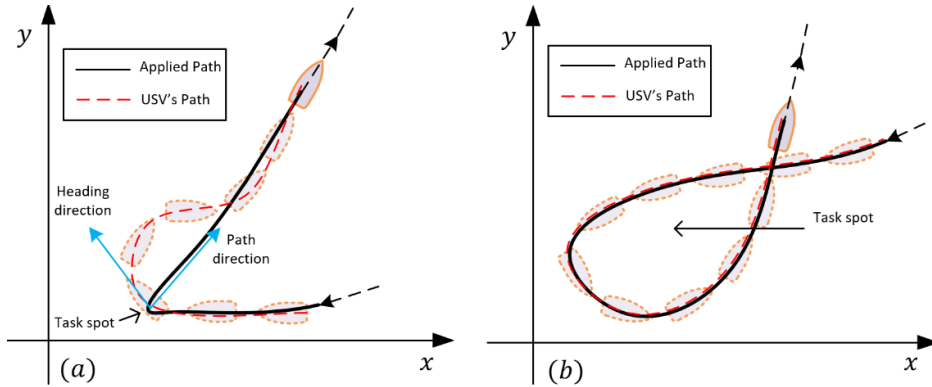 y
Applied Path
USV's Path
Heading
direction
Path
direction
Task spot
x
(a)
y
Applied Path
USV's Path
Task spot
x
(b)